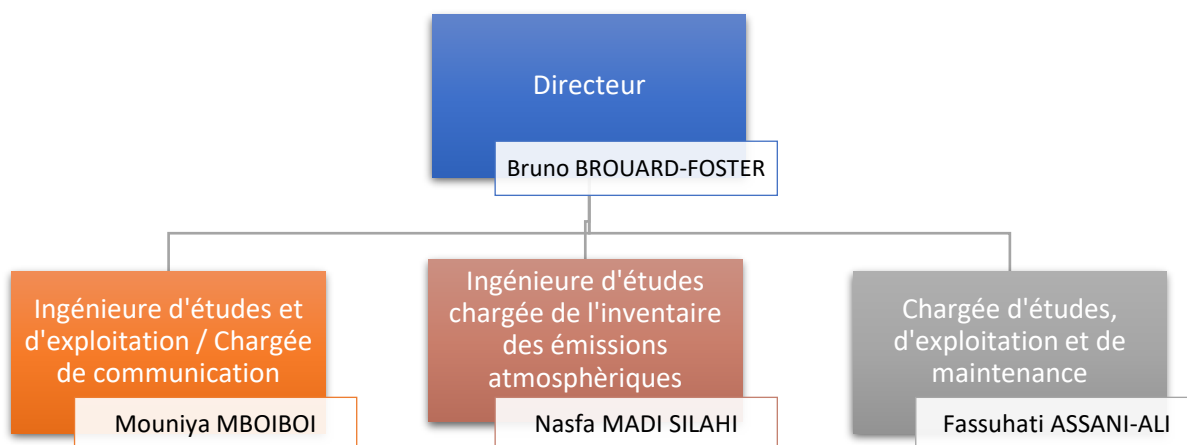 Directeur
Bruno BROUARD-FOSTER
Ingénieure d'études et
d'exploitation / Chargée
de communication
Mouniya MBOIBOI
Ingénieure d'études
chargée de l'inventaire
des émissions
atmosphèriques
Nasfa MADI SILAHI
Chargée d'études,
d'exploitation et de
maintenance
Fassuhati ASSANI-ALI